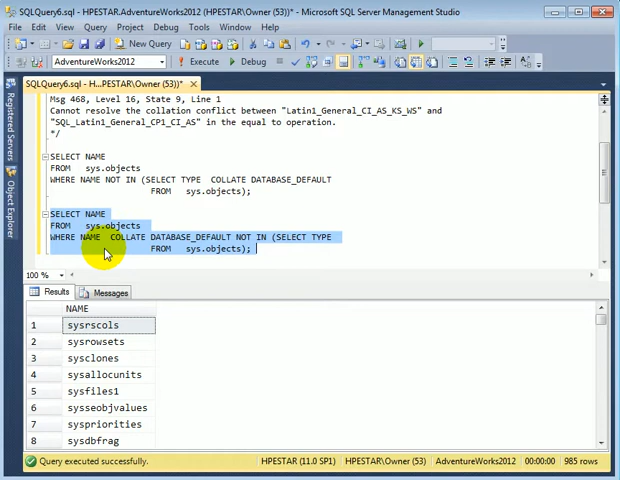 SQLQuery6.sql - HPESTAR.AdventureWorks2012 (HPESTAR\Owner (53))* - Microsoft SQL Server Management Studio
File Edit View Query Project Debug Tools Window Help
New Query
AdventureWorks2012 Execute Debug
SQLQuery6.sql - H...PESTAR\Owner (53))*
Registered Servers
Object Explorer
Msg 468, Level 16, State 9, Line 1
Cannot resolve the collation conflict between "Latin1_General_CI_AS_KS_WS" and
"SQL_Latin1_General_CP1_CI_AS" in the equal to operation.
*/
SELECT NAME
FROM sys.objects
WHERE NAME NOT IN (SELECT TYPE COLLATE DATABASE_DEFAULT
FROM sys.objects);
SELECT NAME
FROM sys.objects
WHERE NAME COLLATE DATABASE_DEFAULT NOT IN (SELECT TYPE
FROM sys.objects);
100 %
Results Messages
NAME
1 sysrscols
2 sysrowsets
3 sysclones
4 sysallocunits
5 sysfiles1
6 sysseobjvalues
7 syspriorities
8 sysdbfrag
Query executed successfully. HPESTAR (11.0 SP1) HPESTAR\Owner (53) AdventureWorks2012 00:00:00 985 rows